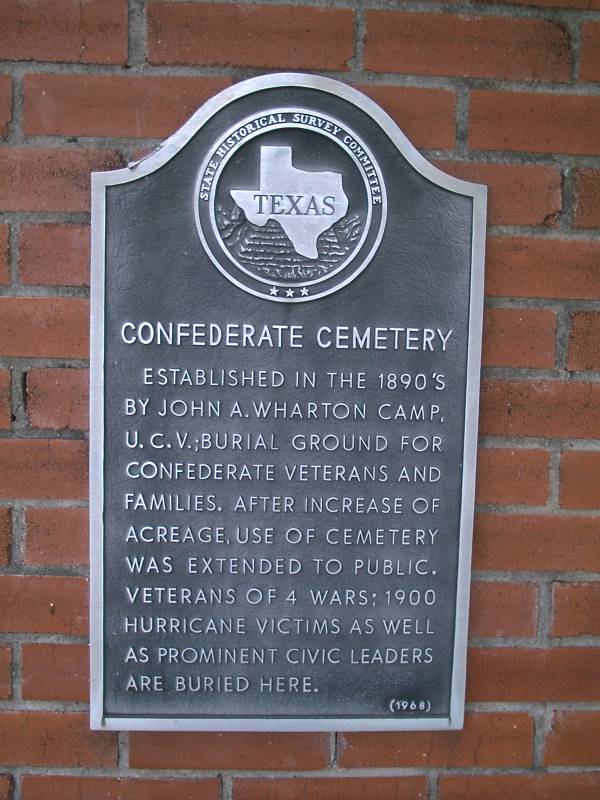 STATE HISTORICAL SURVEY COMMITTEE
TEXAS
CONFEDERATE CEMETERY
ESTABLISHED IN THE 1890'S
BY JOHN A. WHARTON CAMP,
U.C.V.; BURIAL GROUND FOR
CONFEDERATE VETERANS AND
FAMILIES. AFTER INCREASE OF
ACREAGE, USE OF CEMETERY
WAS EXTENDED TO PUBLIC.
VETERANS OF 4 WARS; 1900
HURRICANE VICTIMS AS WELL
AS PROMINENT CIVIC LEADERS
ARE BURIED HERE.
(1968)